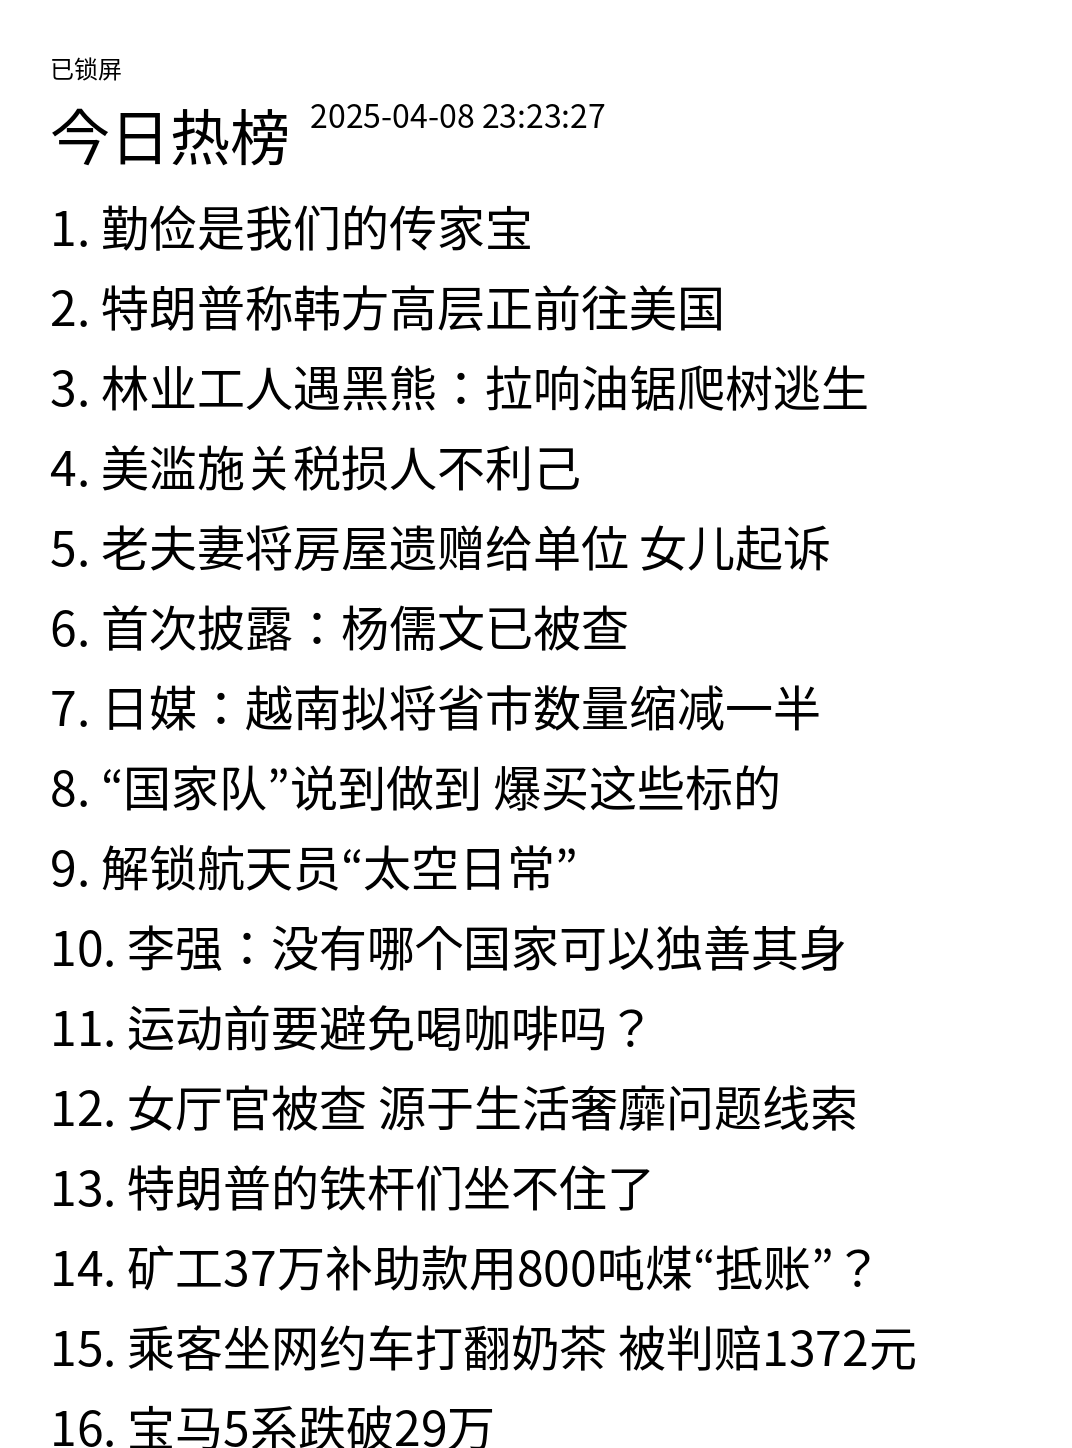 已锁屏
今日热榜 2025-04-08 23:23:27
1. 勤俭是我们的传家宝
2. 特朗普称韩方高层正前往美国
3. 林业工人遇黑熊：拉响油锯爬树逃生
4. 美滥施关税损人不利己
5. 老夫妻将房屋遗赠给单位 女儿起诉
6. 首次披露：杨儒文已被查
7. 日媒：越南拟将省市数量缩减一半
8. “国家队”说到做到 爆买这些标的
9. 解锁航天员“太空日常”
10. 李强：没有哪个国家可以独善其身
11. 运动前要避免喝咖啡吗？
12. 女厅官被查 源于生活奢靡问题线索
13. 特朗普的铁杆们坐不住了
14. 矿工37万补助款用800吨煤“抵账”？
15. 乘客坐网约车打翻奶茶 被判赔1372元
16. 宝马5系跌破29万